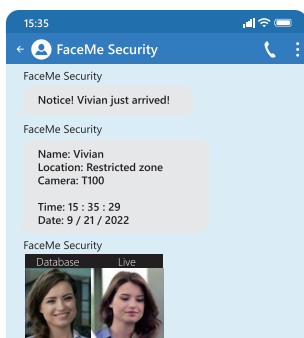 15:35
FaceMe Security
FaceMe Security
Notice! Vivian just arrived!
FaceMe Security
Name: Vivian
Location: Restricted zone
Camera: T100
Time: 15 : 35 : 29
Date: 9 / 21 / 2022
FaceMe Security
Database Live